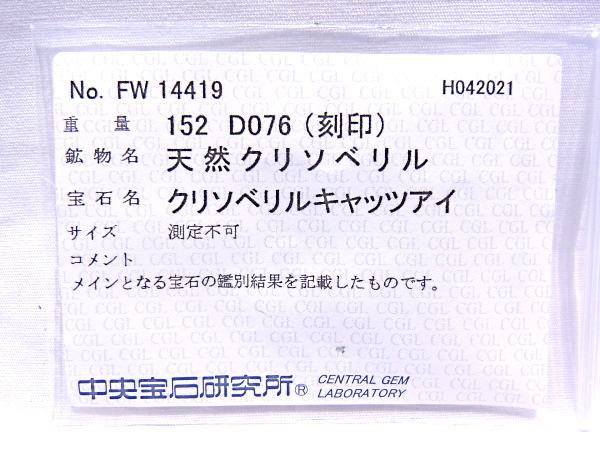 No. FW 14419 H042021
重 量 152 D076 (刻印)
鉱物名 天然クリソベリル
宝石名 クリソベリルキャッツアイ
サイズ 測定不可
コメント
メインとなる宝石の鑑別結果を記載したものです。
中央宝石研究所® CENTRAL GEM
LABORATORY